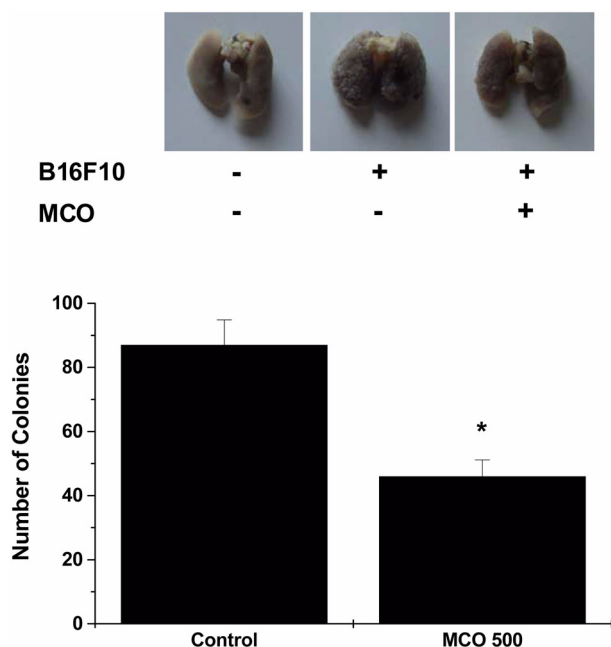 B16F10 - + +
MCO - - +
Number of Colonies
100
80
60
40
20
0
*
Control MCO 500